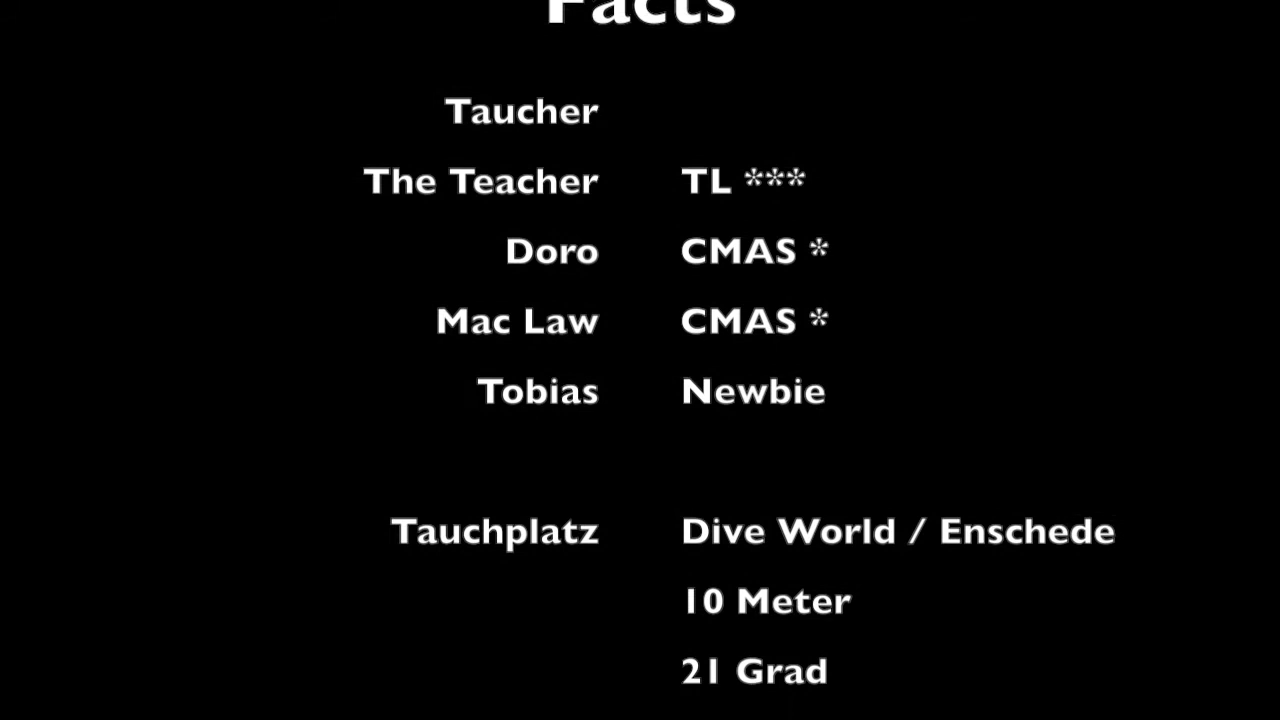 Facts
Taucher
The Teacher TL ***
Doro CMAS *
Mac Law CMAS *
Tobias Newbie
Tauchplatz Dive World / Enschede
10 Meter
21 Grad